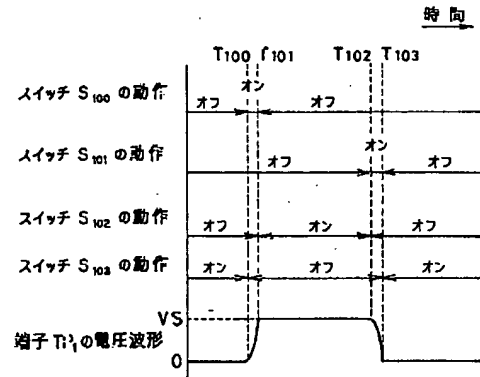 時間
T100 T101 T102 T103
オン
スイッチ S100 の動作 オフ オフ
オン
スイッチ S101 の動作 オフ オフ
スイッチ S102 の動作 オフ オン オフ
スイッチ S103 の動作 オン オフ オン
VS
端子 Ti'1 の電圧波形
0